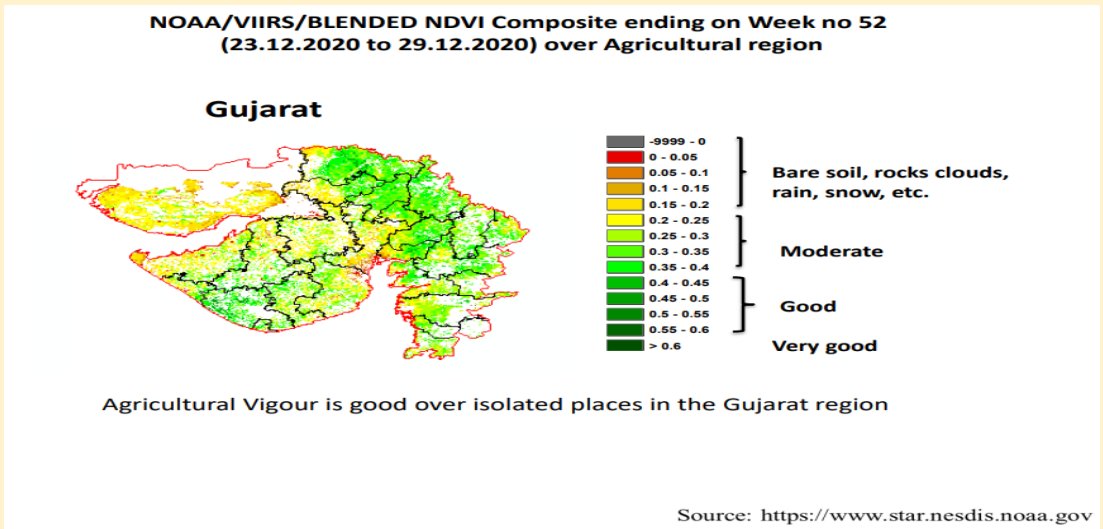 NOAA/VIIRS/BLENDED NDVI Composite ending on Week no 52
(23.12.2020 to 29.12.2020) over Agricultural region
Gujarat
-9999 - 0
0 - 0.05
0.05 - 0.1
0.1 - 0.15
0.15 - 0.2
0.2 - 0.25
0.25 - 0.3
0.3 - 0.35
0.35 - 0.4
0.4 - 0.45
0.45 - 0.5
0.5 - 0.55
0.55 - 0.6
> 0.6
Bare soil, rocks clouds,
rain, snow, etc.
Moderate
Good
Very good
Agricultural Vigour is good over isolated places in the Gujarat region
Source: https://www.star.nesdis.noaa.gov